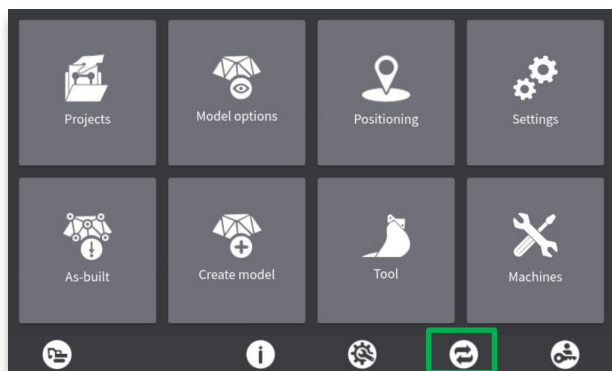 Projects
Model options
Positioning
Settings
As-built
Create model
Tool
Machines